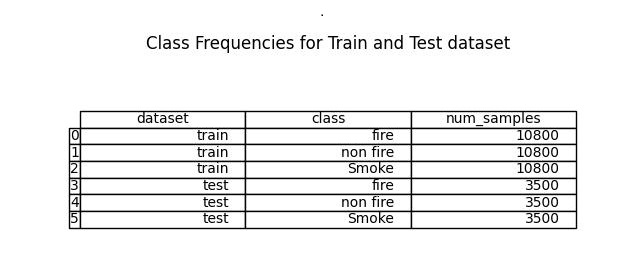 .
Class Frequencies for Train and Test dataset
dataset class num_samples
0 train fire 10800
1 train non fire 10800
2 train Smoke 10800
3 test fire 3500
4 test non fire 3500
5 test Smoke 3500